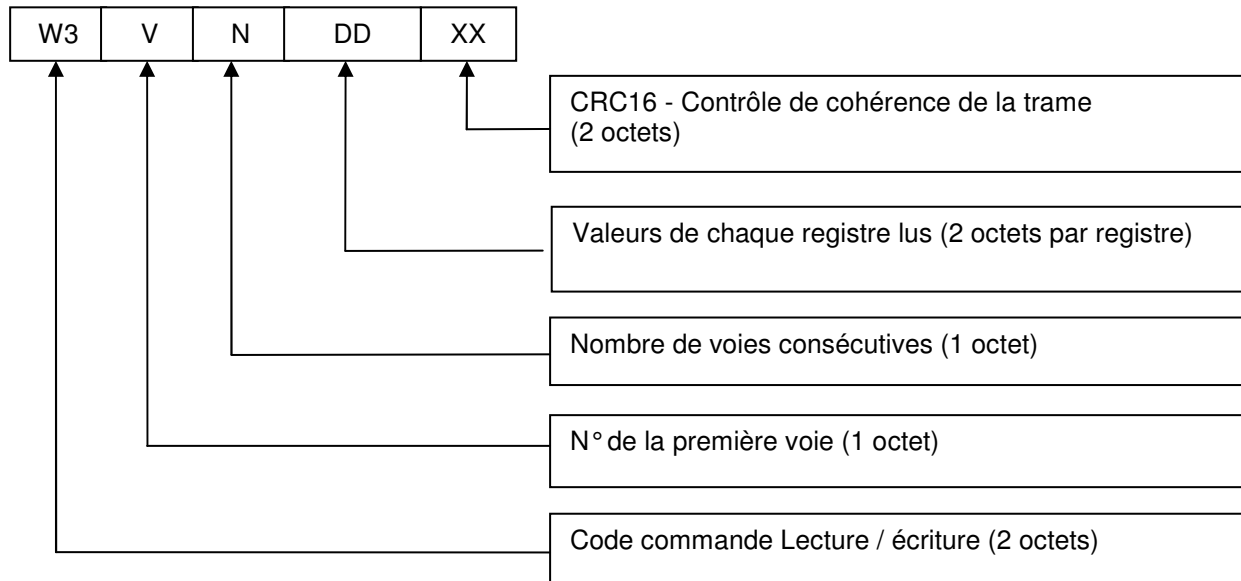 W3 V N DD XX
CRC16 - Contrôle de cohérence de la trame
(2 octets)
Valeurs de chaque registre lus (2 octets par registre)
Nombre de voies consécutives (1 octet)
N° de la première voie (1 octet)
Code commande Lecture / écriture (2 octets)